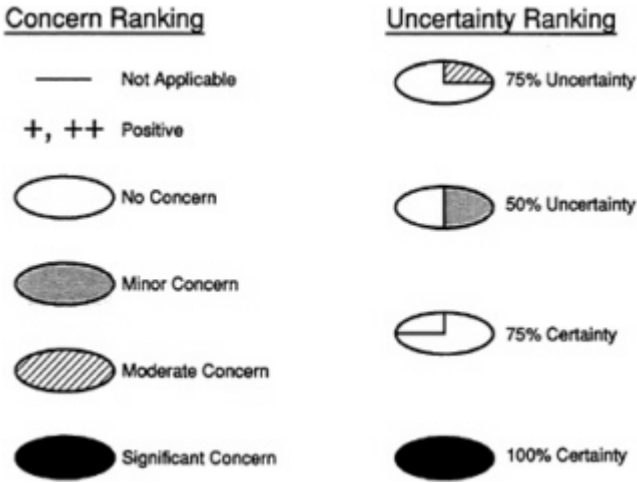 Concern Ranking
Not Applicable
+, ++ Positive
No Concern
Minor Concern
Moderate Concern
Significant Concern
Uncertainty Ranking
75% Uncertainty
50% Uncertainty
75% Certainty
100% Certainty